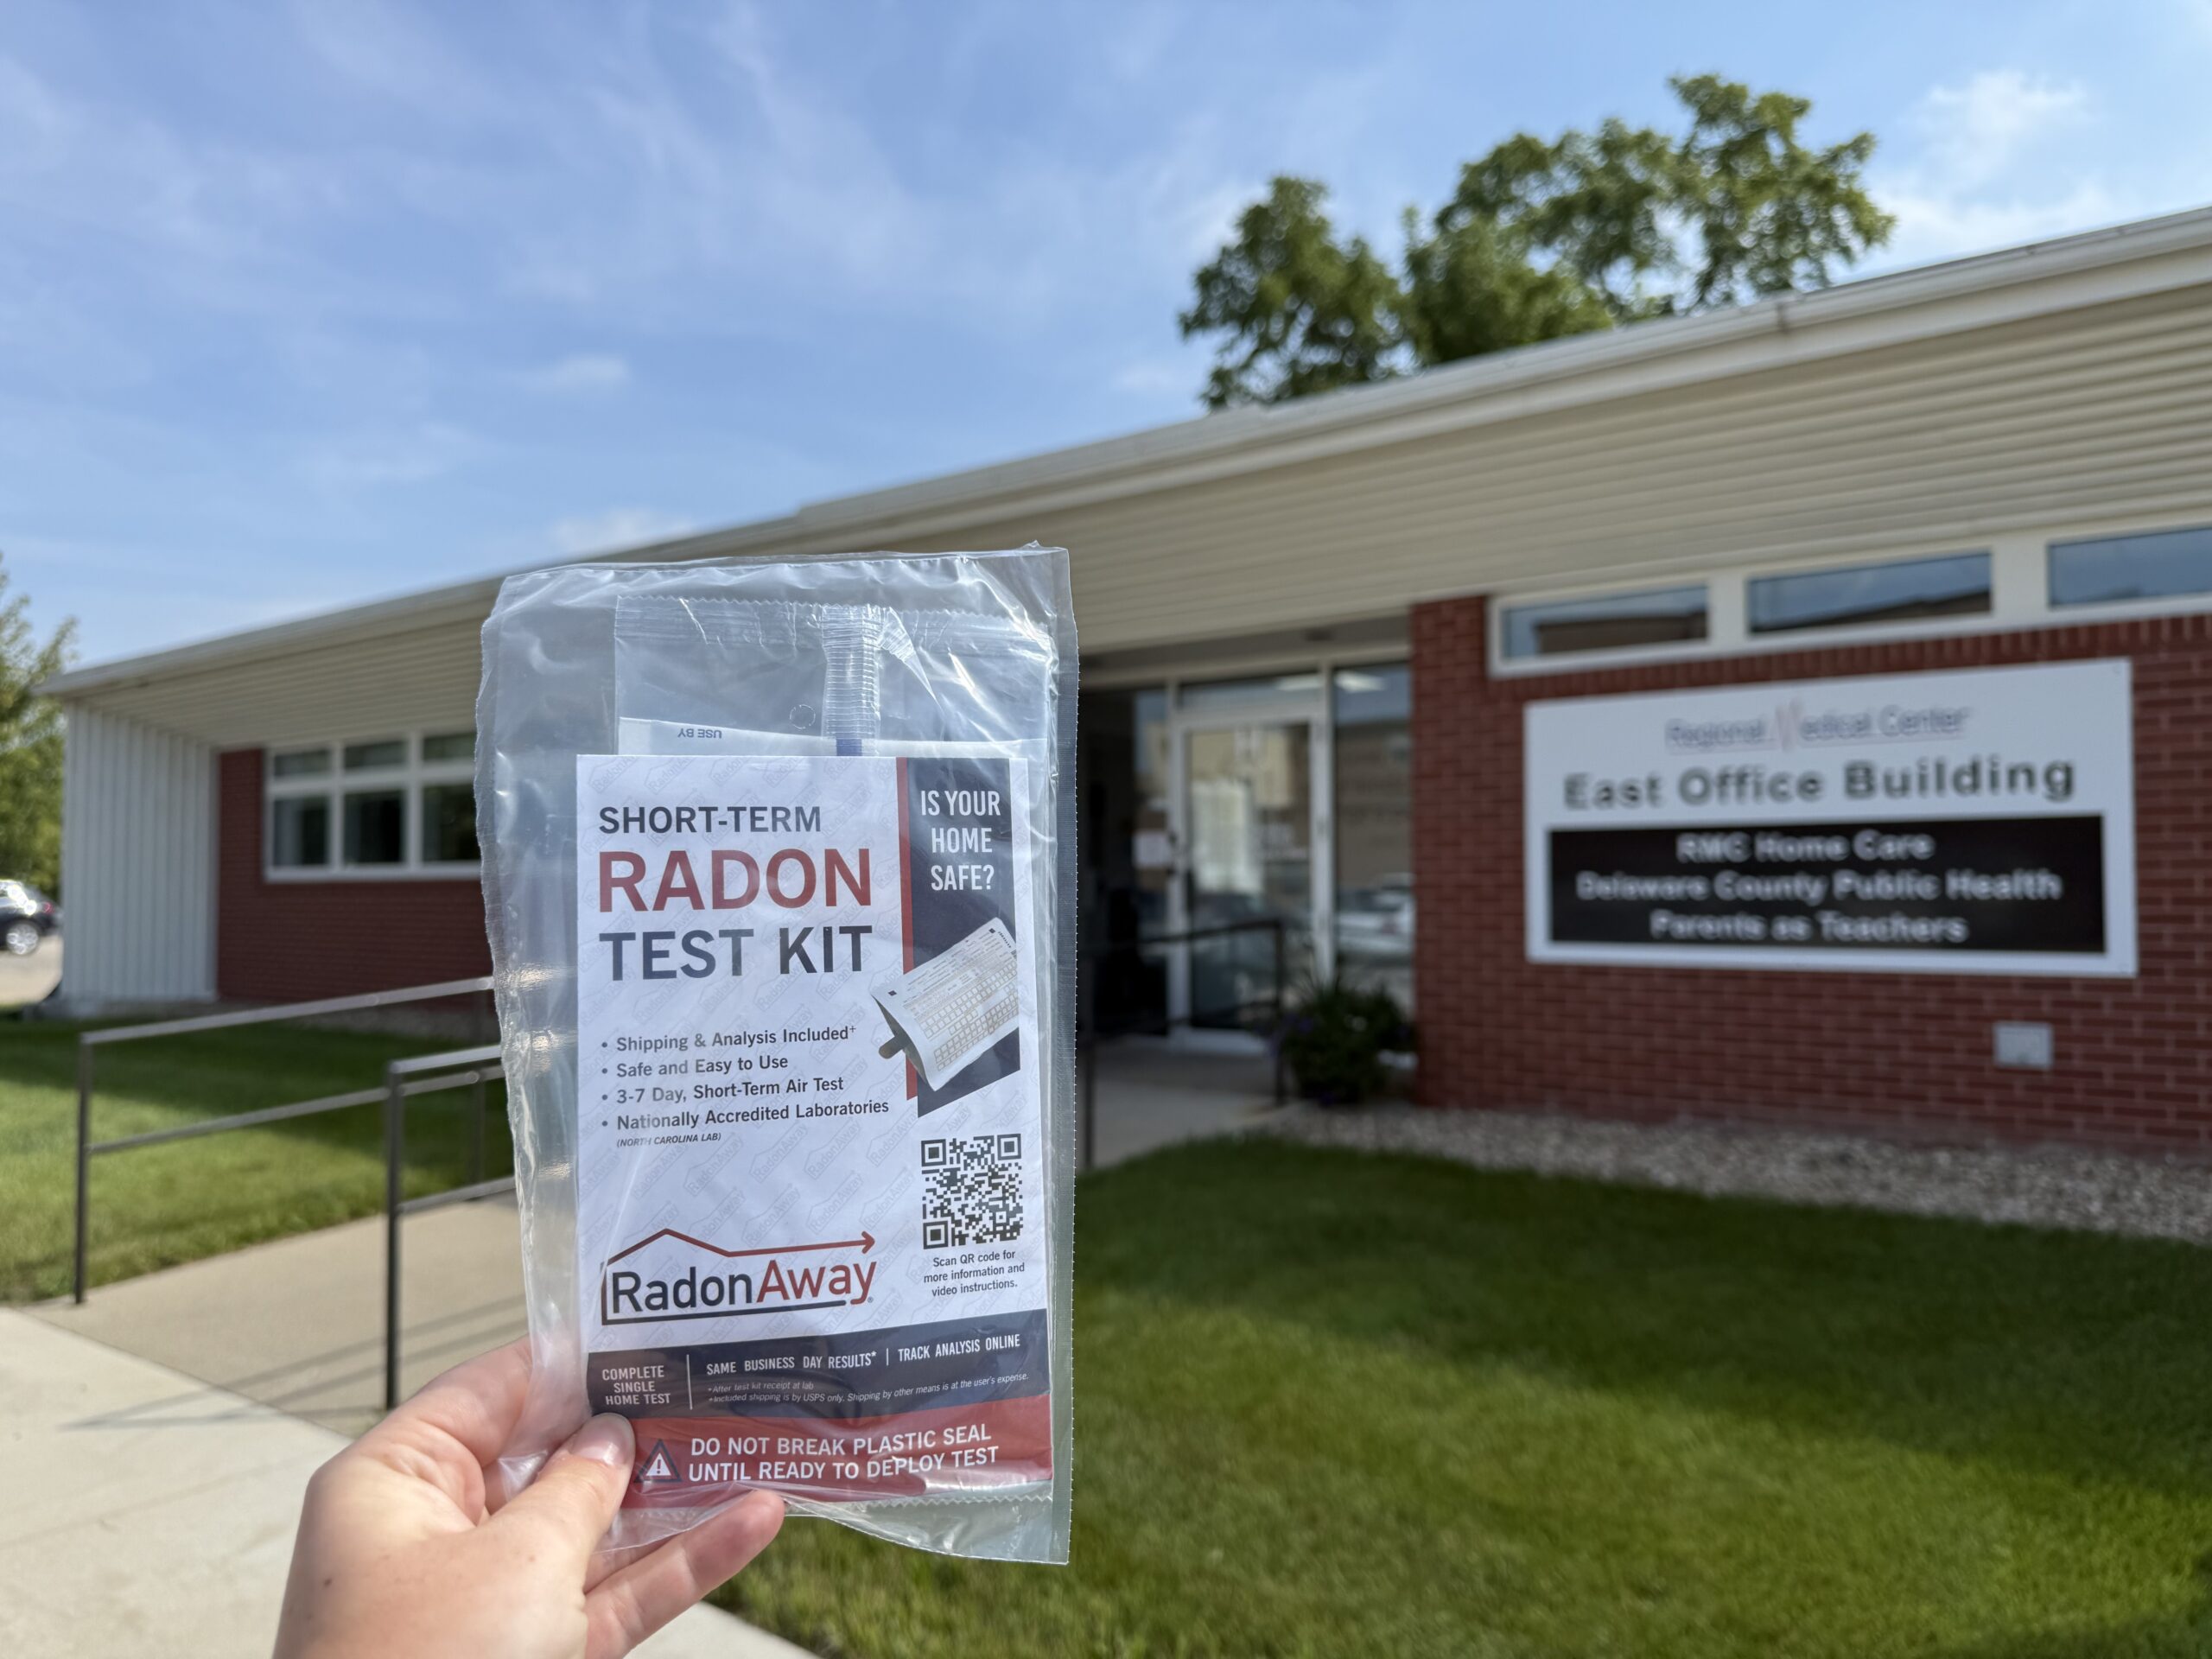 USE BY
SHORT-TERM
RADON
TEST KIT
IS YOUR
HOME
SAFE?
• Shipping & Analysis Included+
• Safe and Easy to Use
• 3-7 Day, Short-Term Air Test
• Nationally Accredited Laboratories
(NORTH CAROLINA LAB)
RadonAway®
Scan QR code for
more information and
video instructions.
COMPLETE
SINGLE
HOME TEST
SAME BUSINESS DAY RESULTS* | TRACK ANALYSIS ONLINE
*After test kit receipt at lab
+Included shipping is by USPS only. Shipping by other means is at the user's expense.
DO NOT BREAK PLASTIC SEAL
UNTIL READY TO DEPLOY TEST
Regional Medical Center
East Office Building
RMC Home Care
Delaware County Public Health
Parents as Teachers